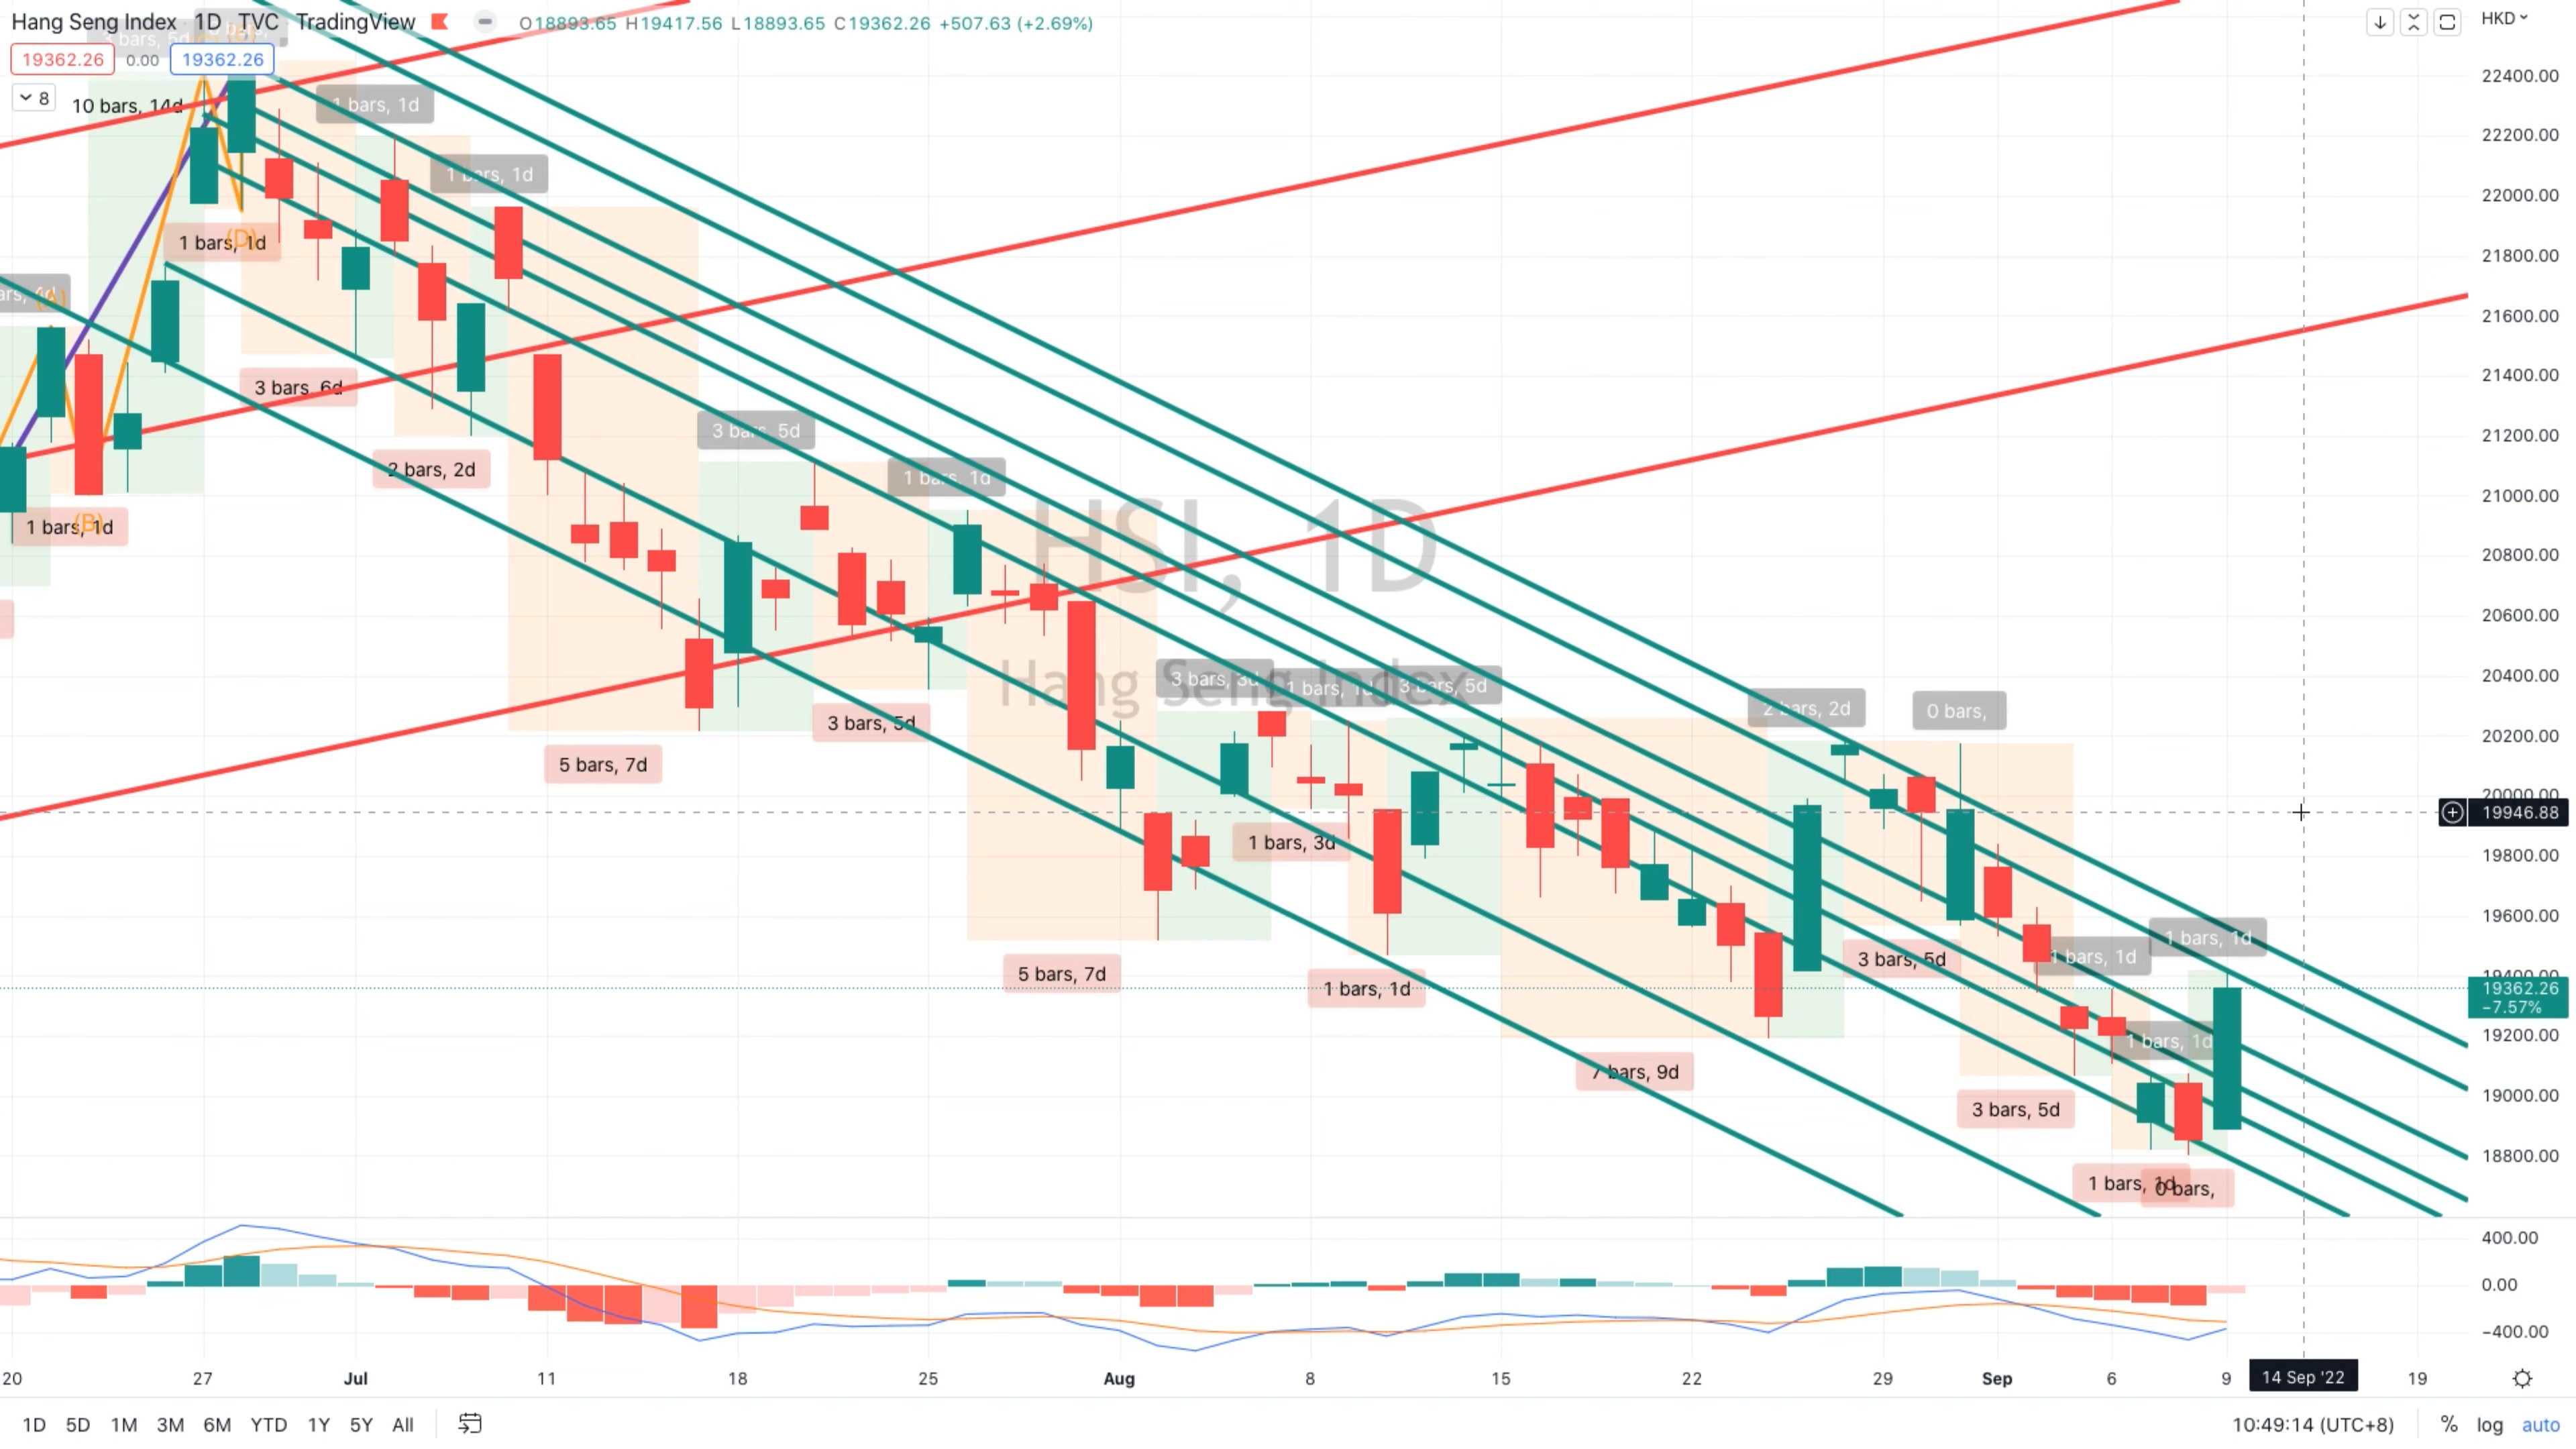 Hang Seng Index 1D TVC TradingView O18893.65 H19417.56 L18893.65 C19362.26 +507.63 (+2.69%)
HKD
19362.26 0.00 19362.26
8
10 bars, 14d
1 bars, 1d
1 bars, 1d
1 bars, 1d
(D)
(A)
3 bars 6d
3 bars, 5d
2 bars, 2d
1 bars, 1d
1 bars, 1d
(B)
HSI, 1D
Hang Seng Index
3 bars, 3d
1 bars, 1d
3 bars, 5d
2 bars, 2d
0 bars,
3 bars, 5d
5 bars, 7d
1 bars, 3d
1 bars, 1d
1 bars, 1d
3 bars, 5d
5 bars, 7d
1 bars, 1d
1 bars, 1d
7 bars, 9d
3 bars, 5d
1 bars, 1d
0 bars,
22400.00
22200.00
22000.00
21800.00
21600.00
21400.00
21200.00
21000.00
20800.00
20600.00
20400.00
20200.00
20000.00
19946.88
19800.00
19600.00
19400.00
19362.26
−7.57%
19200.00
19000.00
18800.00
400.00
0.00
−400.00
20 27 Jul 11 18 25 Aug 8 15 22 29 Sep 6 9 14 Sep '22 19
1D 5D 1M 3M 6M YTD 1Y 5Y All 10:49:14 (UTC+8) % log auto